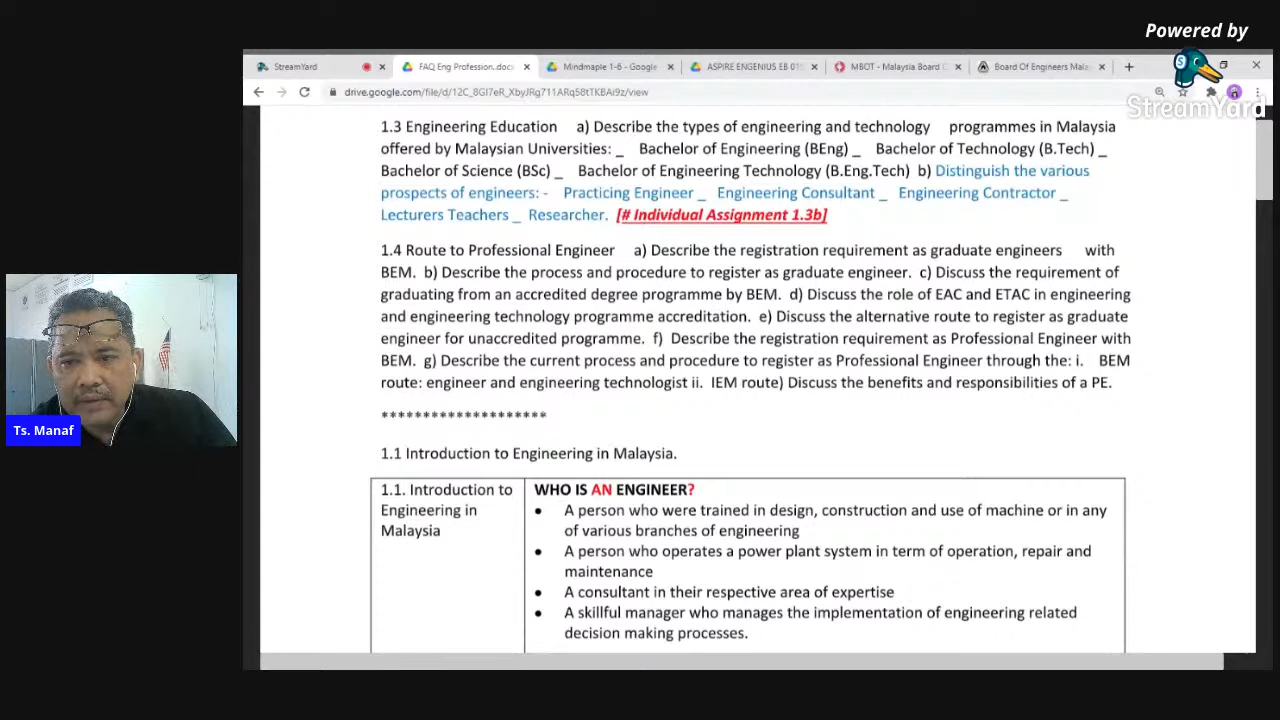 Powered by
StreamYard
StreamYard
FAQ Eng Profession..docx
Mindmaple 1-6 - Google
ASPIRE ENGENIUS EB 01
MBOT - Malaysia Board
Board Of Engineers Mala
drive.google.com/file/d/12C_8GI7eR_XbyJRg711ARq58tTKBAi9z/view
1.3 Engineering Education a) Describe the types of engineering and technology programmes in Malaysia
offered by Malaysian Universities: _ Bachelor of Engineering (BEng) _ Bachelor of Technology (B.Tech) _
Bachelor of Science (BSc) _ Bachelor of Engineering Technology (B.Eng.Tech) b) Distinguish the various
prospects of engineers: - Practicing Engineer _ Engineering Consultant _ Engineering Contractor _
Lecturers Teachers _ Researcher. [# Individual Assignment 1.3b]
1.4 Route to Professional Engineer a) Describe the registration requirement as graduate engineers with
BEM. b) Describe the process and procedure to register as graduate engineer. c) Discuss the requirement of
graduating from an accredited degree programme by BEM. d) Discuss the role of EAC and ETAC in engineering
and engineering technology programme accreditation. e) Discuss the alternative route to register as graduate
engineer for unaccredited programme. f) Describe the registration requirement as Professional Engineer with
BEM. g) Describe the current process and procedure to register as Professional Engineer through the: i. BEM
route: engineer and engineering technologist ii. IEM route) Discuss the benefits and responsibilities of a PE.
********************
Ts. Manaf
1.1 Introduction to Engineering in Malaysia.
1.1. Introduction to
Engineering in
Malaysia
WHO IS AN ENGINEER?
• A person who were trained in design, construction and use of machine or in any
of various branches of engineering
• A person who operates a power plant system in term of operation, repair and
maintenance
• A consultant in their respective area of expertise
• A skillful manager who manages the implementation of engineering related
decision making processes.